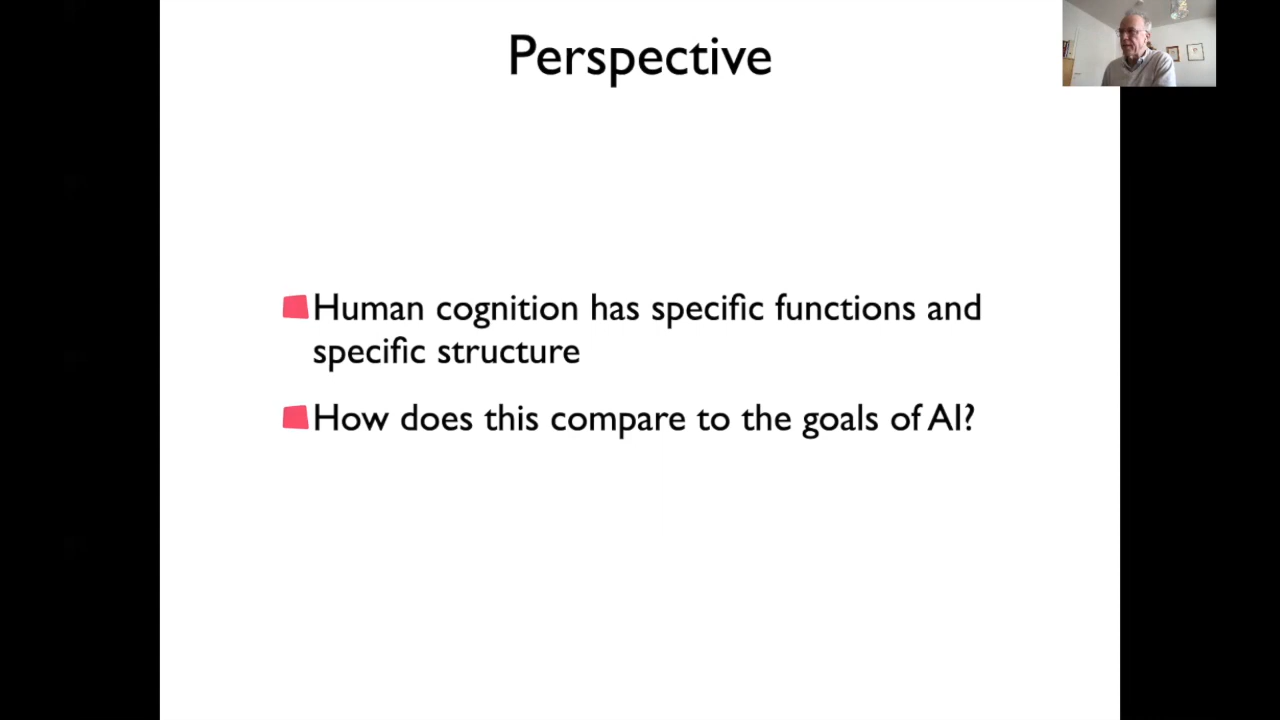 Perspective
Human cognition has specific functions and
specific structure
How does this compare to the goals of AI?